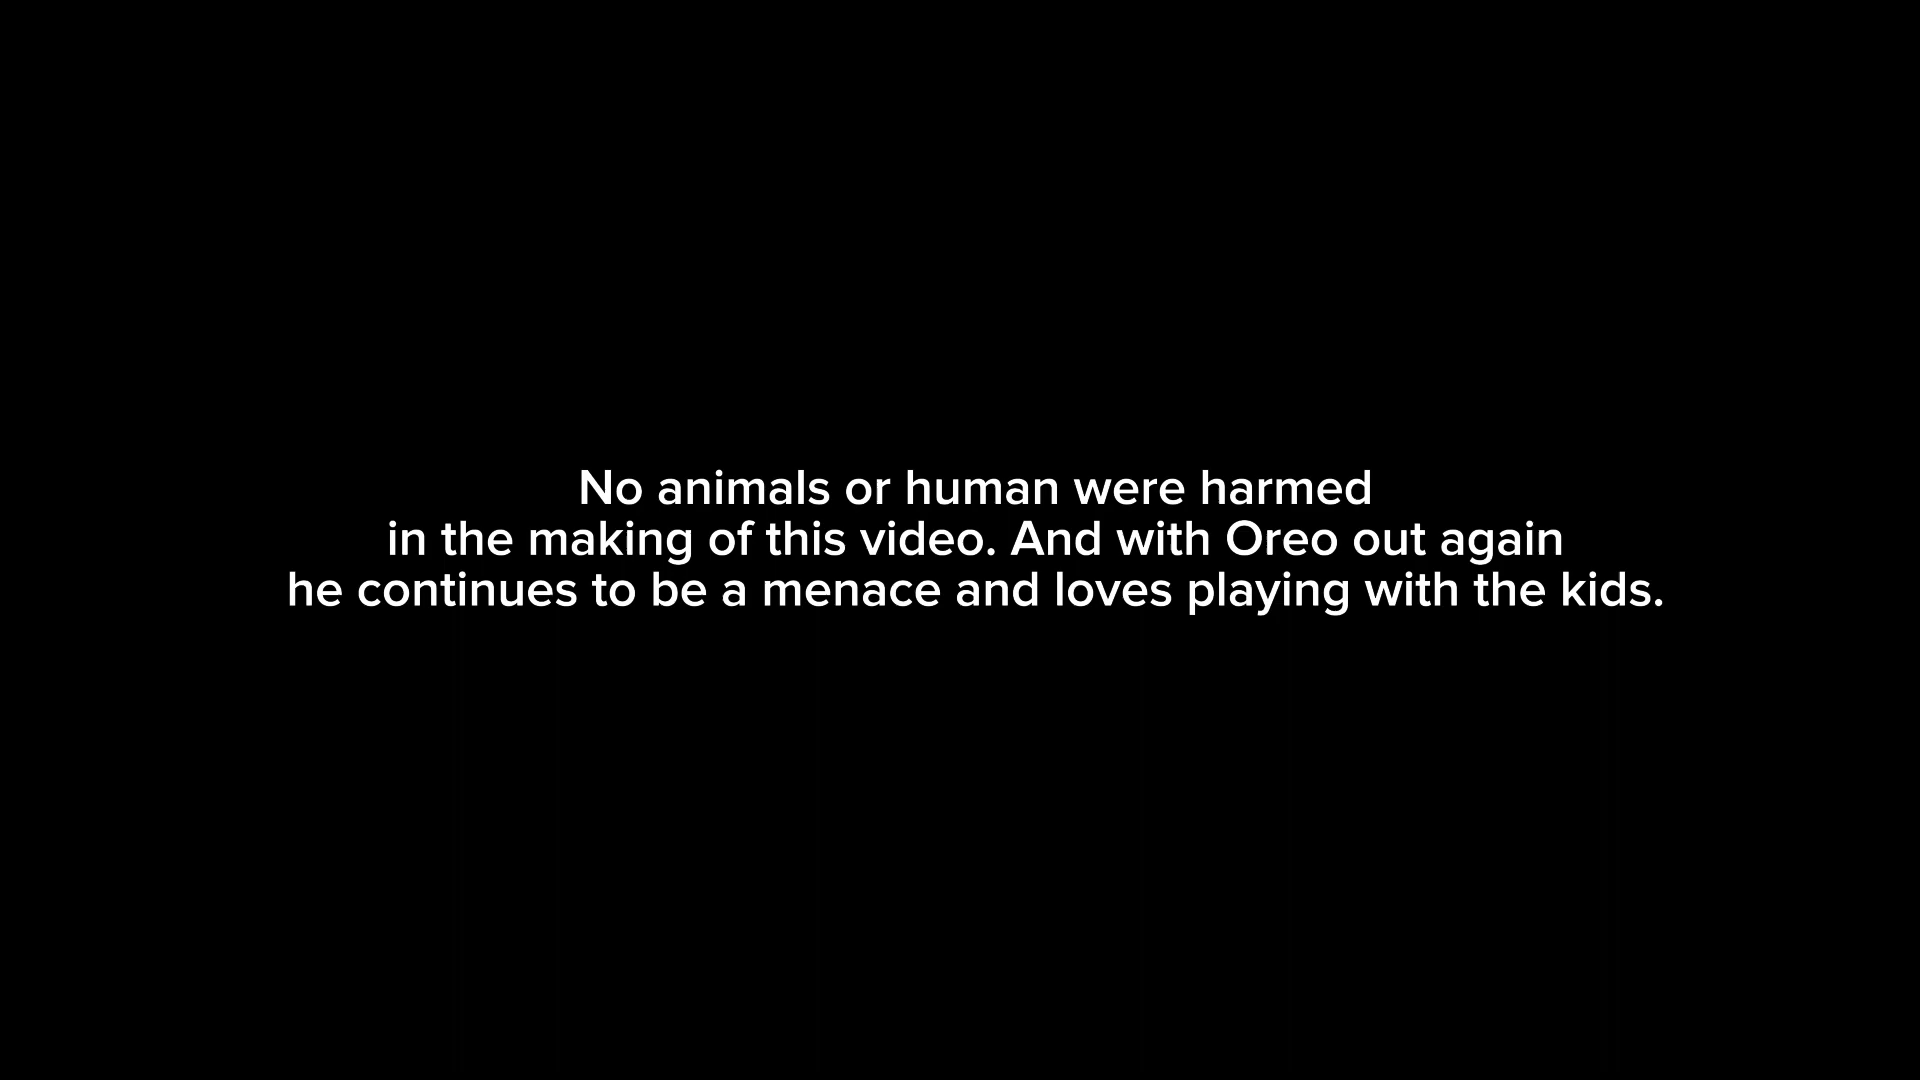 No animals or human were harmed
in the making of this video. And with Oreo out again
he continues to be a menace and loves playing with the kids.